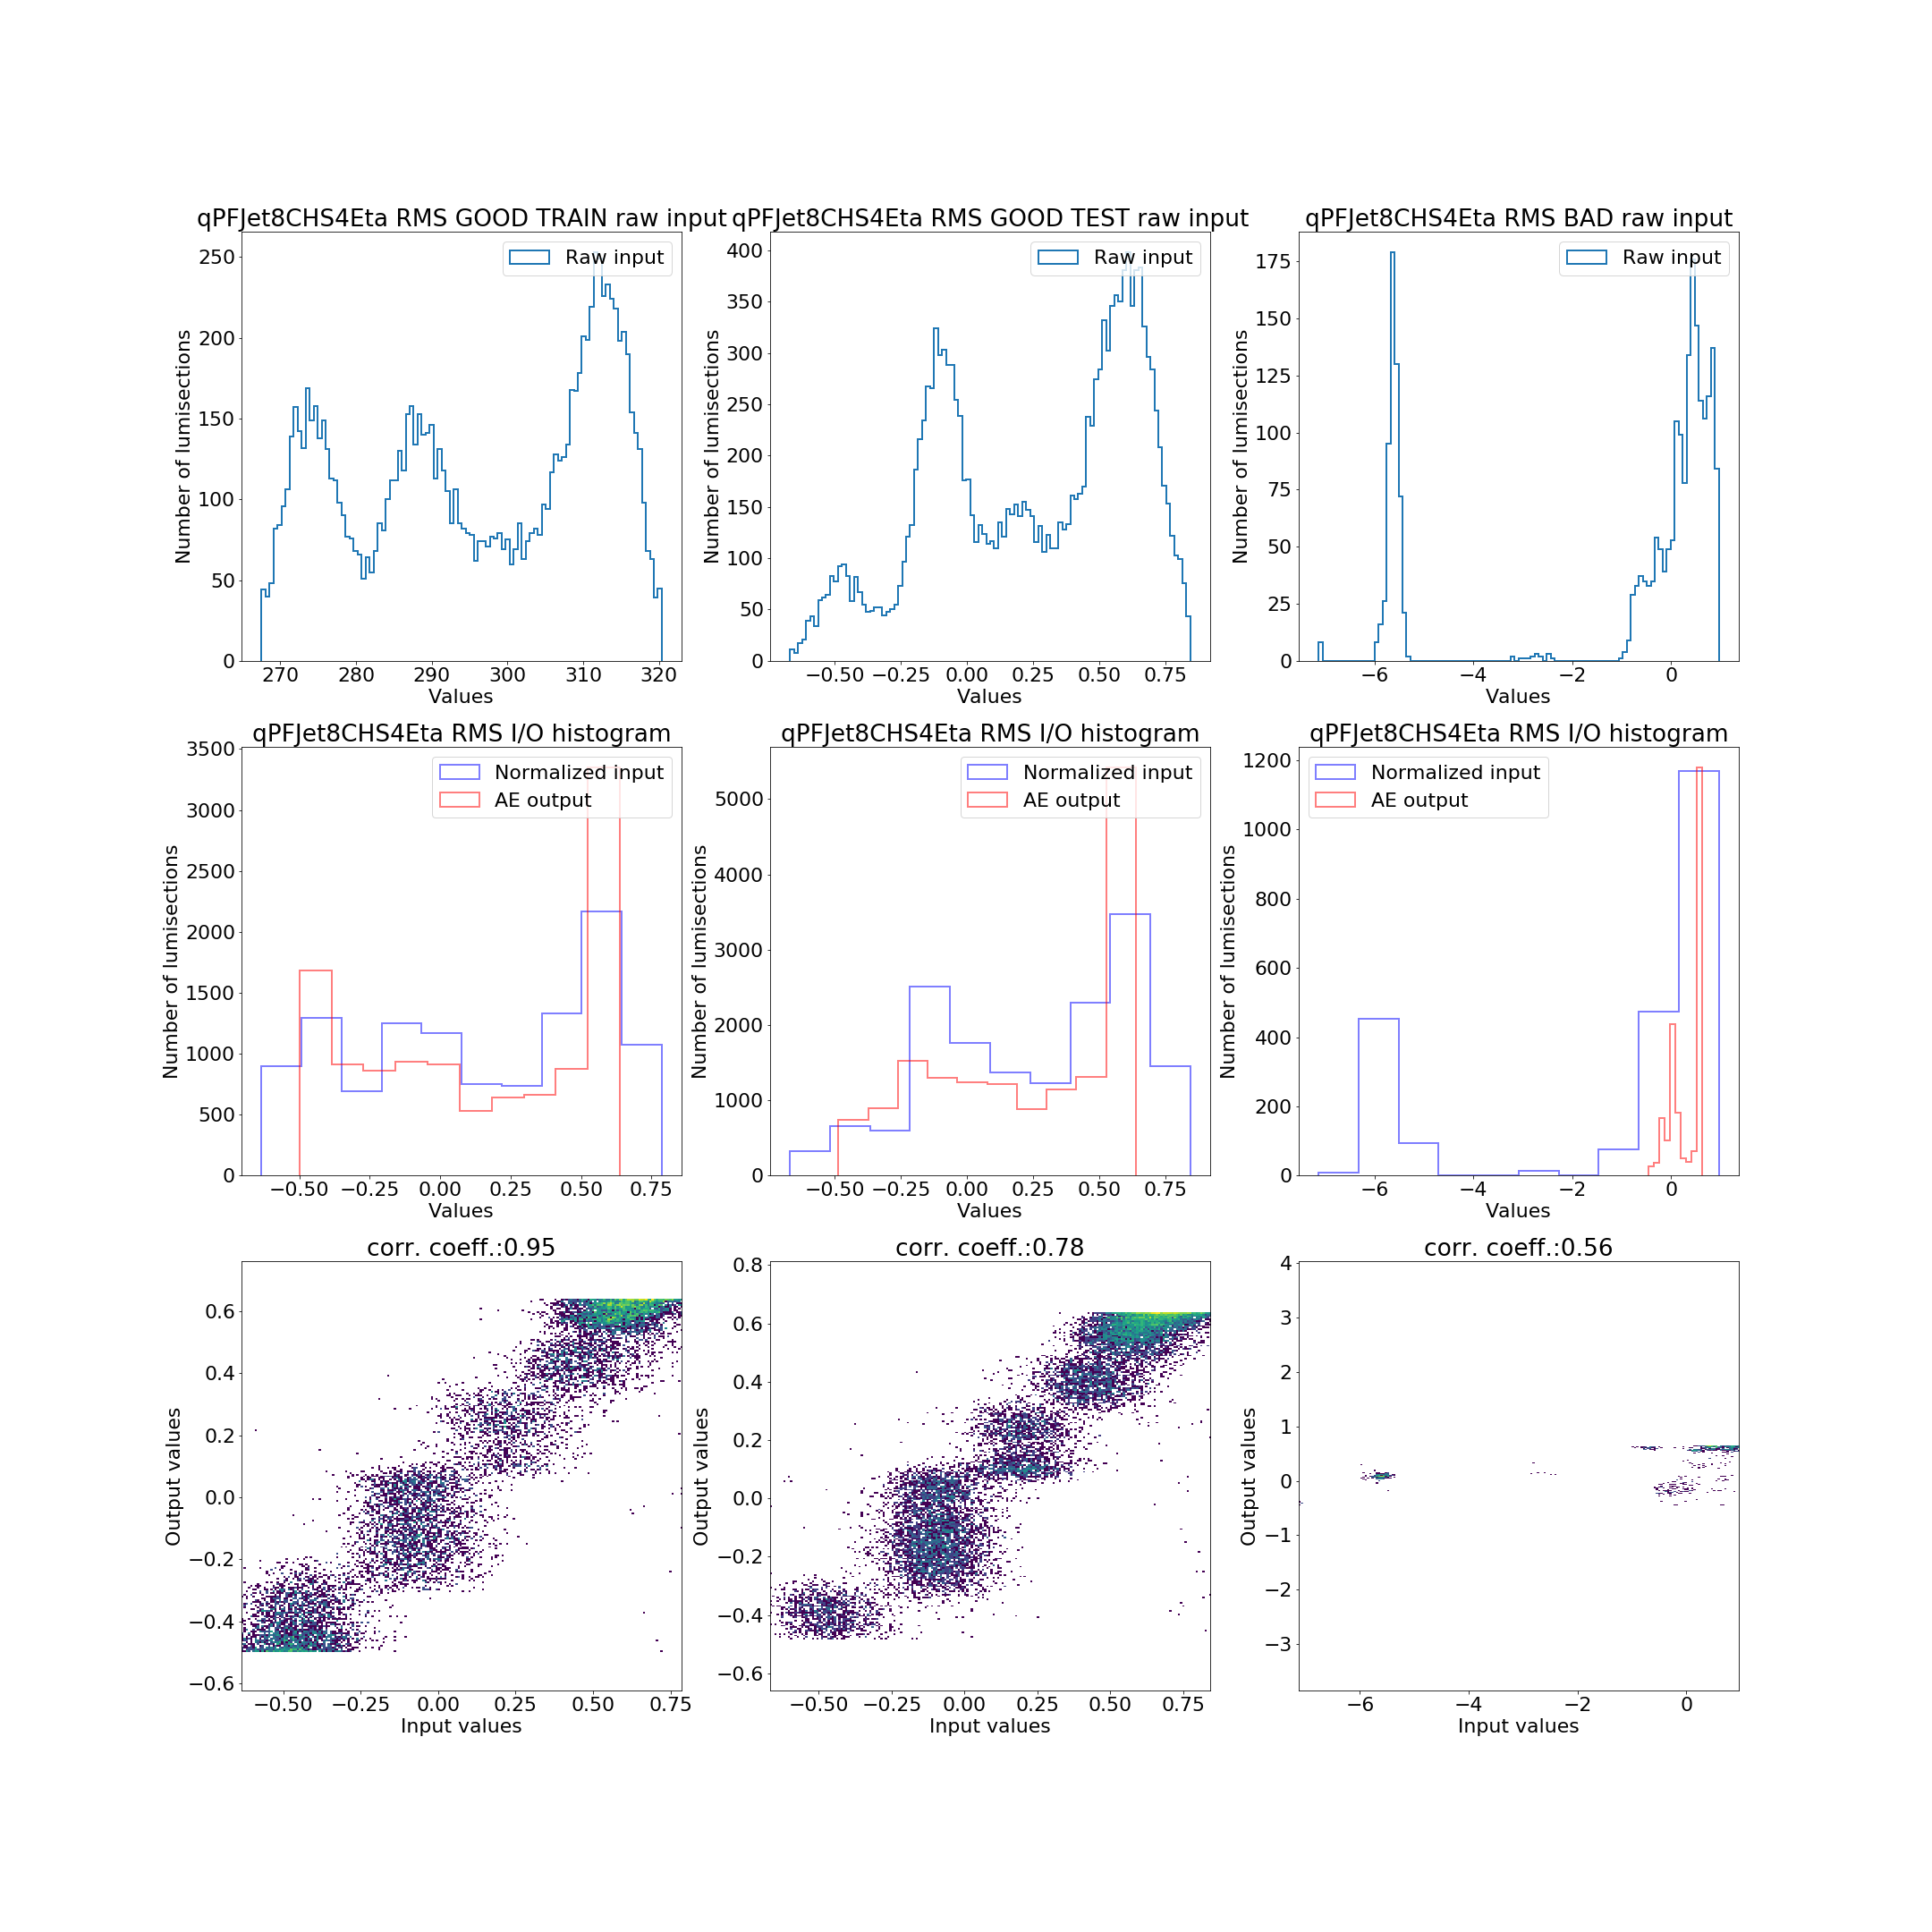 qPFJet8CHS4Eta RMS GOOD TRAIN raw input
qPFJet8CHS4Eta RMS GOOD TEST raw input
qPFJet8CHS4Eta RMS BAD raw input
Raw input
Raw input
Raw input
Number of lumisections
250
200
150
100
50
0
270 280 290 300 310 320
Values
Number of lumisections
400
350
300
250
200
150
100
50
0
−0.50 −0.25 0.00 0.25 0.50 0.75
Values
Number of lumisections
175
150
125
100
75
50
25
0
−6 −4 −2 0
Values
qPFJet8CHS4Eta RMS I/O histogram
qPFJet8CHS4Eta RMS I/O histogram
qPFJet8CHS4Eta RMS I/O histogram
Normalized input
AE output
Normalized input
AE output
Normalized input
AE output
Number of lumisections
3500
3000
2500
2000
1500
1000
500
0
−0.50 −0.25 0.00 0.25 0.50 0.75
Values
Number of lumisections
5000
4000
3000
2000
1000
0
−0.50 −0.25 0.00 0.25 0.50 0.75
Values
Number of lumisections
1200
1000
800
600
400
200
0
−6 −4 −2 0
Values
corr. coeff.:0.95
corr. coeff.:0.78
corr. coeff.:0.56
Output values
0.6
0.4
0.2
0.0
−0.2
−0.4
−0.6
−0.50 −0.25 0.00 0.25 0.50 0.75
Input values
Output values
0.8
0.6
0.4
0.2
0.0
−0.2
−0.4
−0.6
−0.50 −0.25 0.00 0.25 0.50 0.75
Input values
Output values
4
3
2
1
0
−1
−2
−3
−6 −4 −2 0
Input values